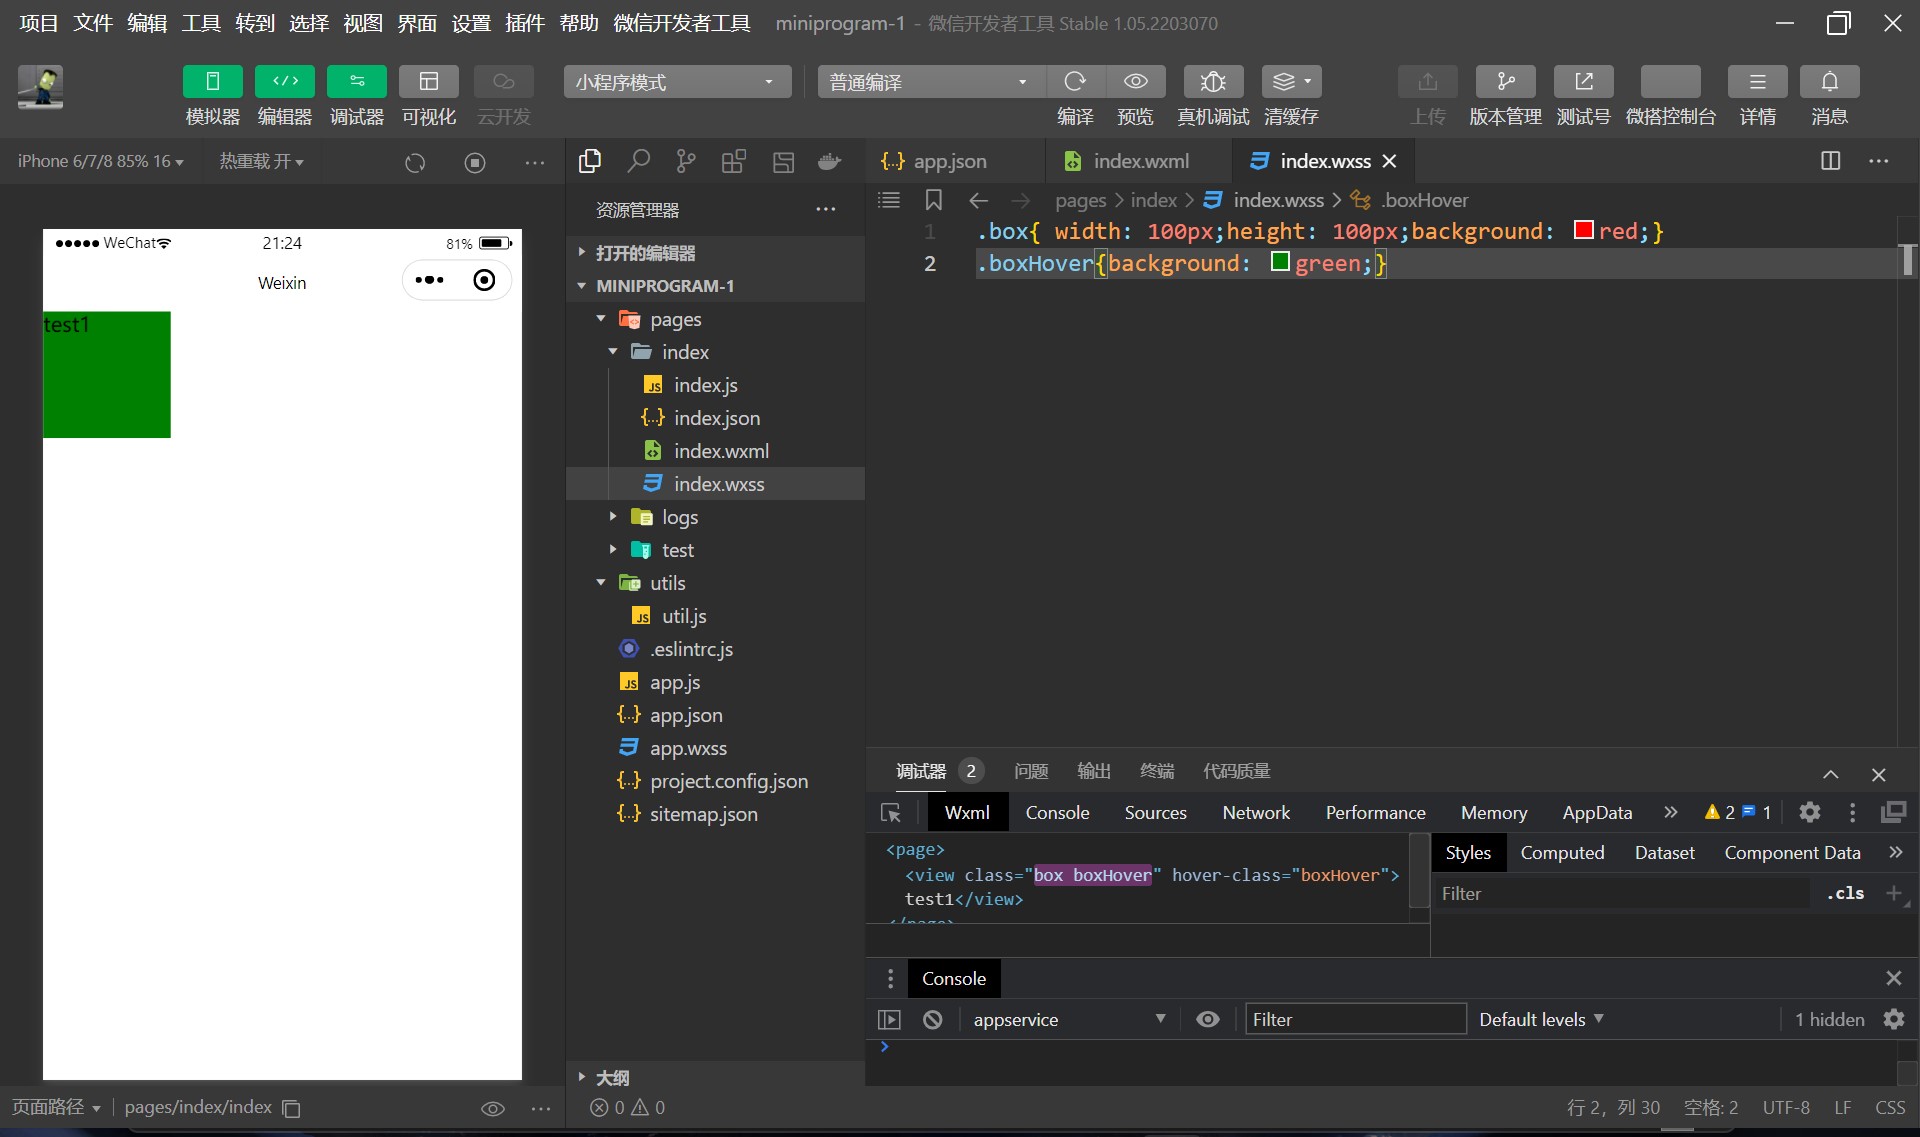 项目 文件 编辑 工具 转到 选择 视图 界面 设置 插件 帮助 微信开发者工具 miniprogram-1 - 微信开发者工具 Stable 1.05.2203070
小程序模式 普通编译
模拟器 编辑器 调试器 可视化 云开发 编译 预览 真机调试 清缓存 上传 版本管理 测试号 微搭控制台 详情 消息
iPhone 6/7/8 85% 16 热重载 开
WeChat 21:24 81%
Weixin
test1
资源管理器
打开的编辑器
MINIPROGRAM-1
pages
index
index.js
index.json
index.wxml
index.wxss
logs
test
utils
util.js
.eslintrc.js
app.js
app.json
app.wxss
project.config.json
sitemap.json
大纲
app.json index.wxml index.wxss
pages > index > index.wxss > .boxHover
1 .box{ width: 100px;height: 100px;background: red;}
2 .boxHover{background: green;}
调试器 2 问题 输出 终端 代码质量
Wxml Console Sources Network Performance Memory AppData » 2 1
<page>
<view class="box boxHover" hover-class="boxHover">
test1</view>
</page>
Styles Computed Dataset Component Data »
Filter .cls +
Console
appservice Filter Default levels 1 hidden
页面路径 pages/index/index 0 0 行 2，列 30 空格: 2 UTF-8 LF CSS